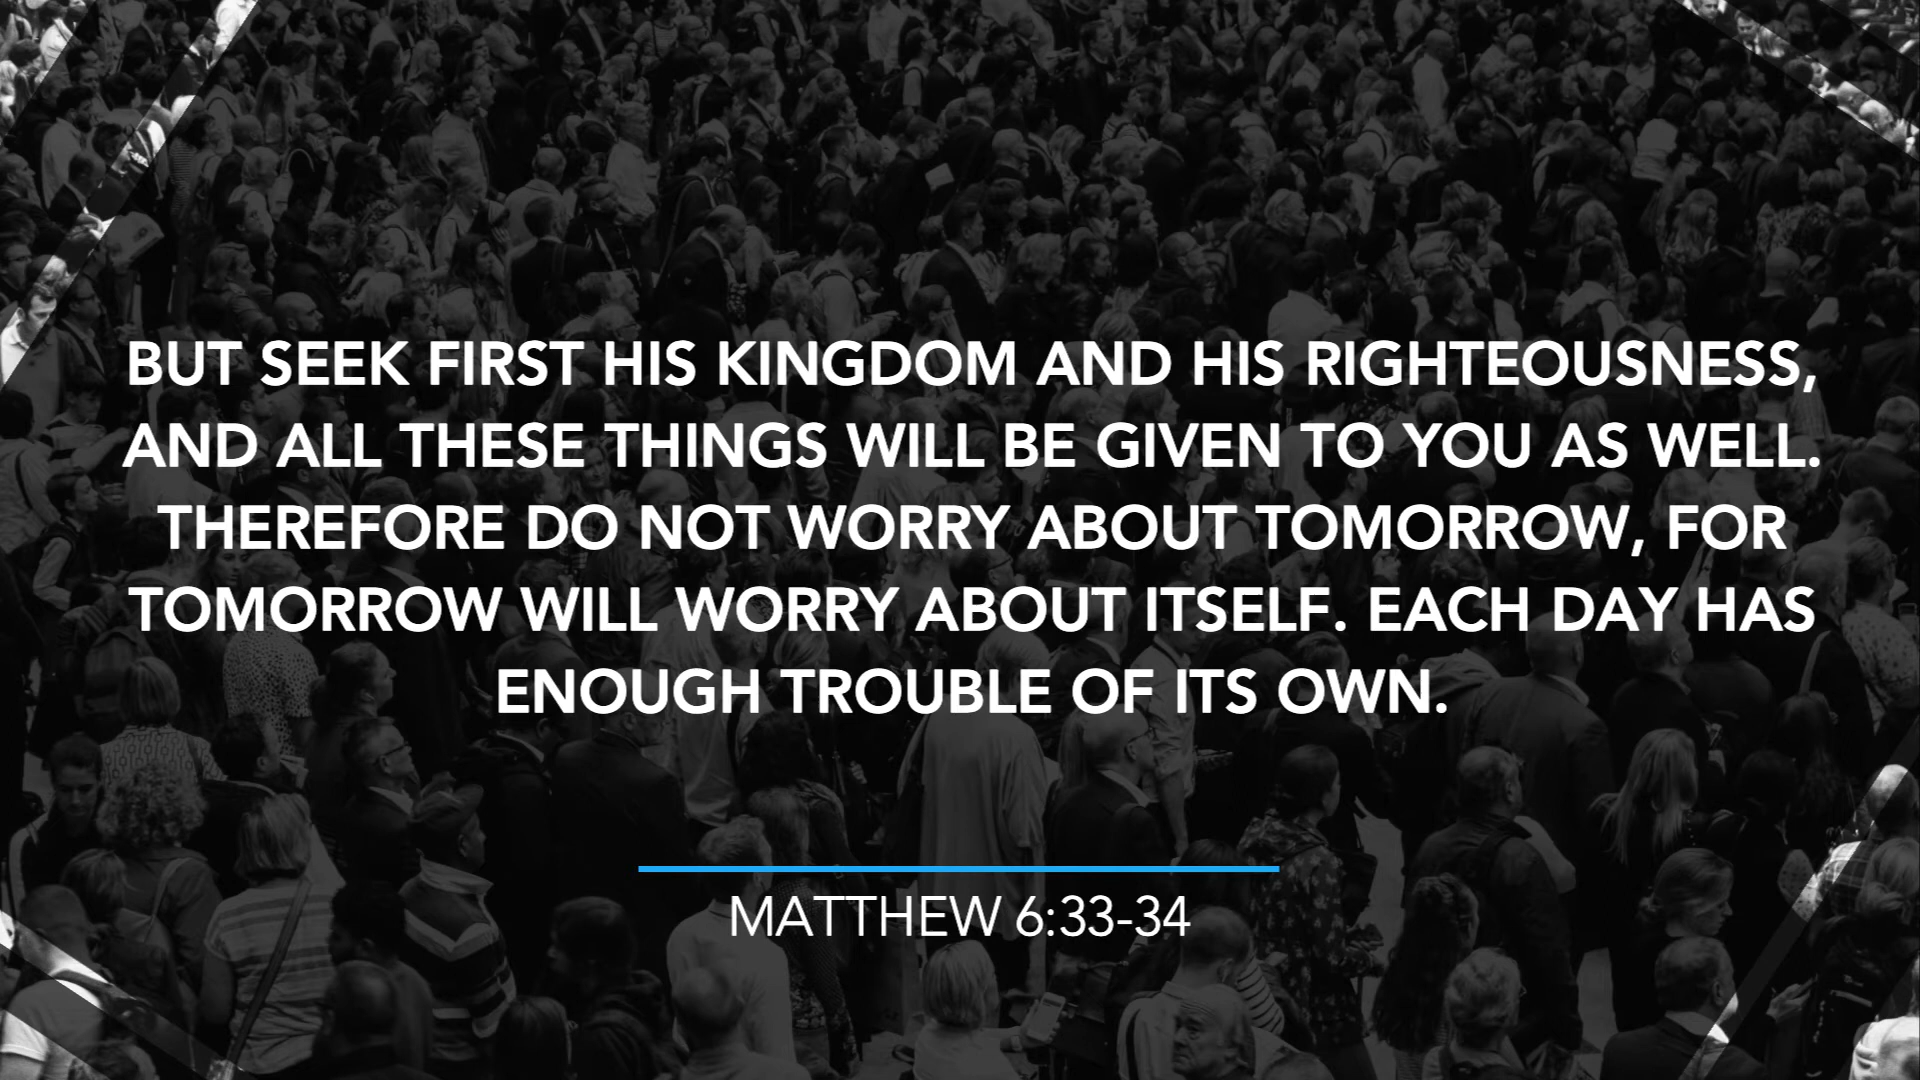 BUT SEEK FIRST HIS KINGDOM AND HIS RIGHTEOUSNESS,
AND ALL THESE THINGS WILL BE GIVEN TO YOU AS WELL.
THEREFORE DO NOT WORRY ABOUT TOMORROW, FOR
TOMORROW WILL WORRY ABOUT ITSELF. EACH DAY HAS
ENOUGH TROUBLE OF ITS OWN.
MATTHEW 6:33-34